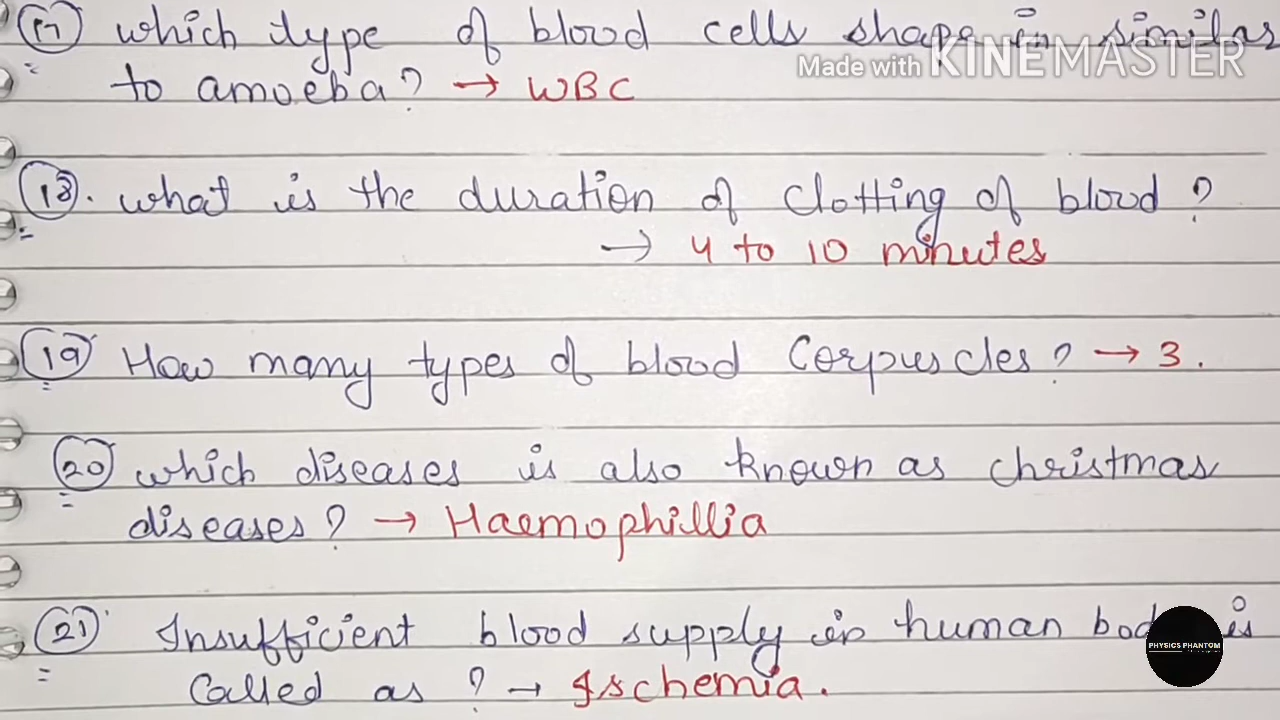 17 which type of blood cells shape in similar
Made with KINEMASTER
to amoeba? → WBC
18. what is the duration of clotting of blood?
→ 4 to 10 minutes
19 How many types of blood Corpuscles? → 3.
20 which diseases is also known as christmas
diseases? → Haemophillia
21 Insufficient blood supply in human body is
PHYSICS PHANTOM
Called as ? → Ischemia.